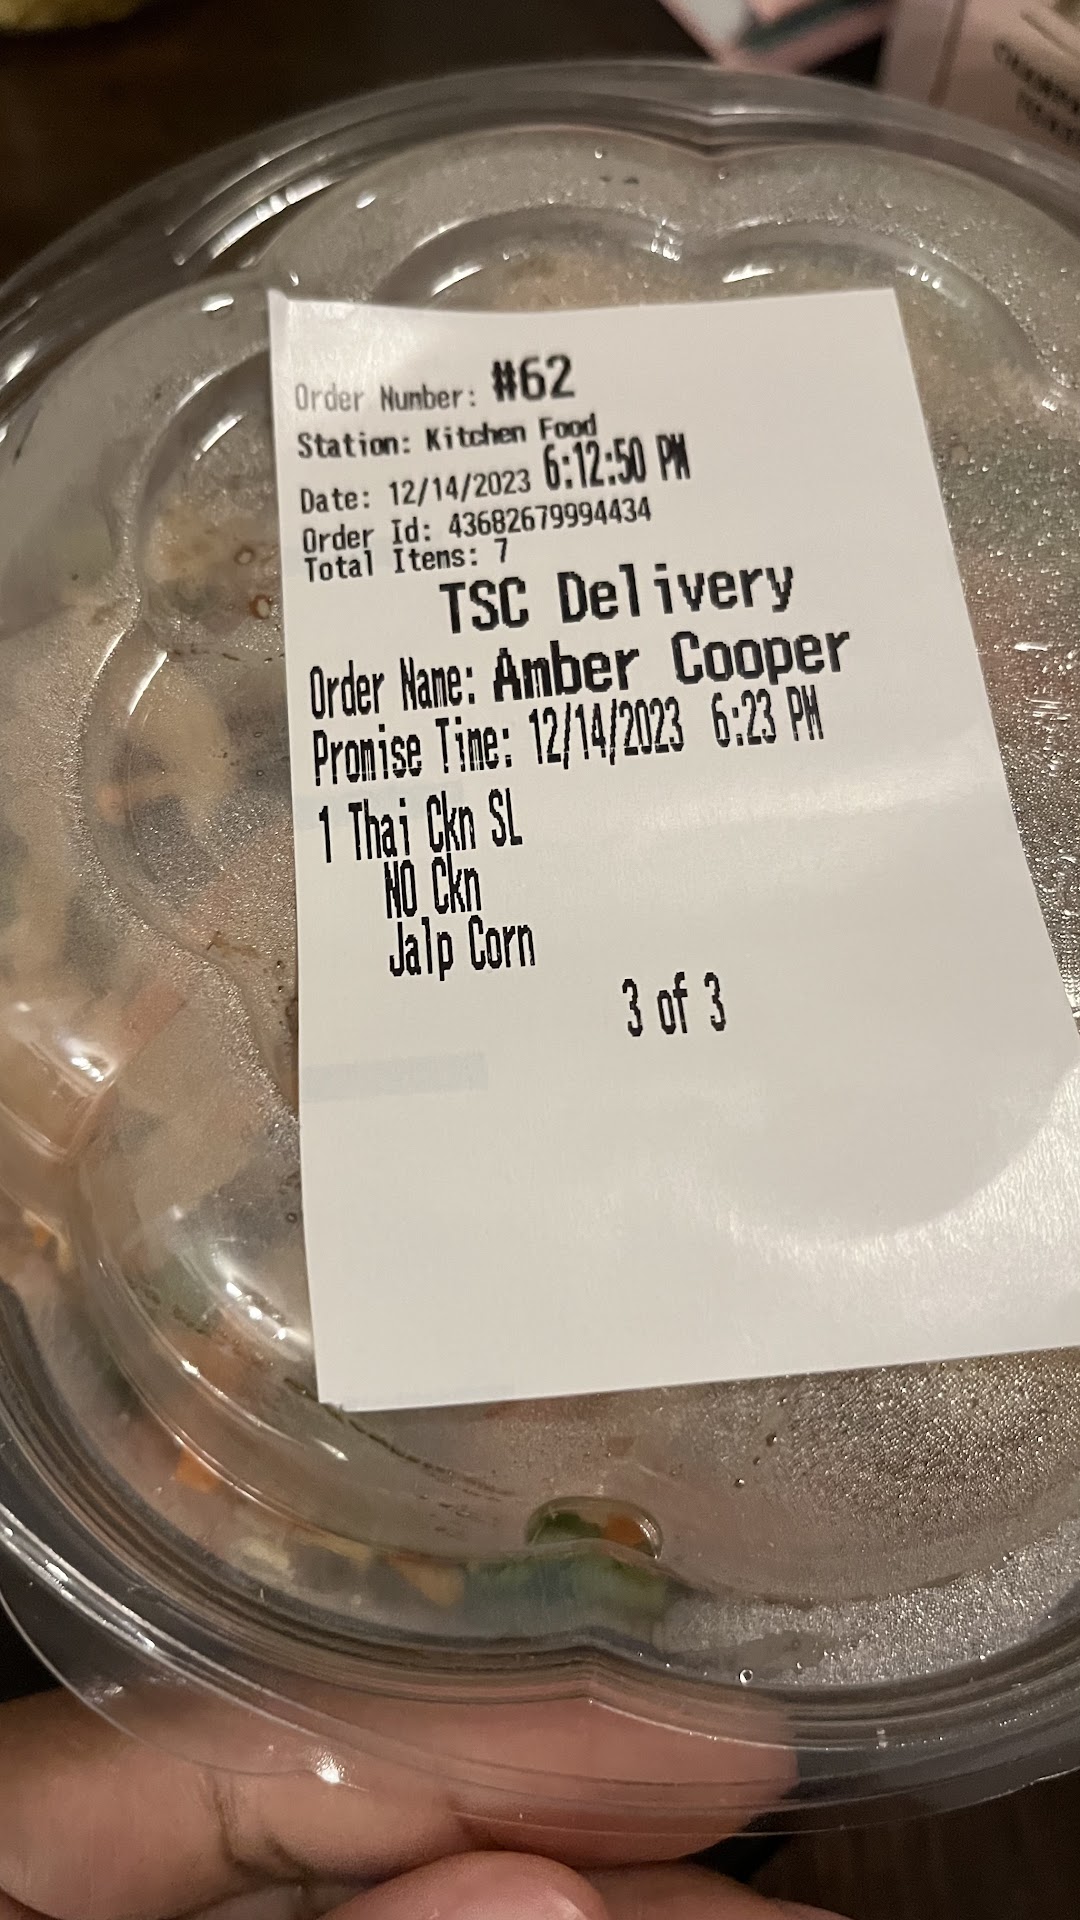 Order Number: #62
Station: Kitchen Food
Date: 12/14/2023 6:12:50 PM
Order Id: 43682679994434
Total Items: 7
TSC Delivery
Order Name: Amber Cooper
Promise Time: 12/14/2023 6:23 PM
1 Thai Ckn SL
NO Ckn
Jalp Corn
3 of 3